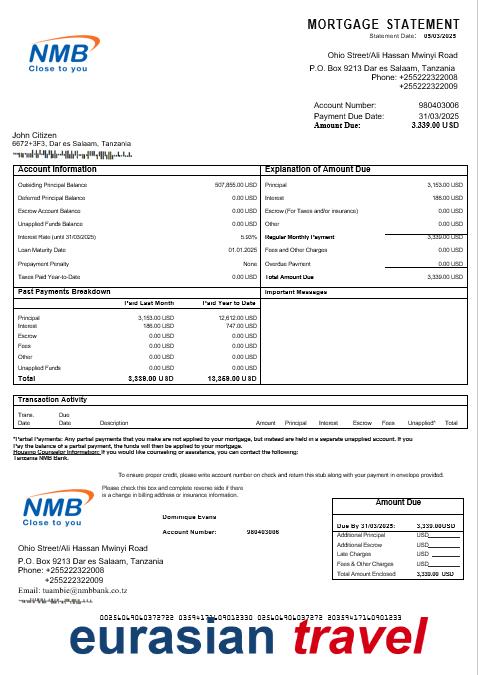 MORTGAGE STATEMENT
Statement Date: 05/03/2025
NMB
Close to you
Ohio Street/Ali Hassan Mwinyi Road
P.O. Box 9213 Dar es Salaam, Tanzania
Phone: +255222322008
+255222322009
Account Number: 980403006
Payment Due Date: 31/03/2025
Amount Due: 3.339.00 USD
John Citizen
6672+3F3, Dar es Salaam, Tanzania
Account Information
Outsiding Principal Balance 507,855.00 USD
Deferred Principal Balance 0.00 USD
Escrow Account Balance 0.00 USD
Unapplied Funds Balance 0.00 USD
Interest Rate (until 31/03/2025) 5.93%
Loan Maturity Date 01.01.2025
Prepayment Penalty None
Taxes Paid Year-to-Date 0.00 USD
Explanation of Amount Due
Principal 3,153.00 USD
Interest 186.00 USD
Escrow (For Taxes and/or insurance) 0.00 USD
Other 0.00 USD
Regular Monthly Payment 3,339.00 USD
Fees and Other Charges 0.00 USD
Overdue Payment 0.00 USD
Total Amount Due 3,339.00 USD
Past Payments Breakdown
Paid Last Month Paid Year to Date
Principal 3,153.00 USD 12,612.00 USD
Interest 186.00 USD 747.00 USD
Escrow 0.00 USD 0.00 USD
Fees 0.00 USD 0.00 USD
Other 0.00 USD 0.00 USD
Unapplied Funds 0.00 USD 0.00 USD
Total 3,339.00 USD 13,359.00 USD
Important Messages
Transaction Activity
Trans. Date Due Date Description Amount Principal Interest Escrow Fees Unapplied* Total
*Partial Payments: Any partial payments that you make are not applied to your mortgage, but instead are held in a separate unapplied account. If you
Pay the balance of a partial payment, the funds will then be applied to your mortgage.
Housing Counselor Information: If you would like counseling or assistance, you can contact the following:
Tanzania NMB Bank.
To ensure proper credit, please write account number on check and return this stub along with your payment in envelope provided.
Please check this box and complete reverse side if there
is a change in billing address or insurance information.
NMB
Close to you
Dominique Evans
Account Number: 980403006
Amount Due
Due By 31/03/2025: 3,339.00USD
Additional Principal USD
Additional Escrow USD
Late Charges USD
Fees & Other Charges USD
Total Amount Enclosed 3,339.00 USD
Ohio Street/Ali Hassan Mwinyi Road
P.O. Box 9213 Dar es Salaam, Tanzania
Phone: +255222322008
+255222322009
Email: tuambie@nmbbank.co.tz
eurasian travel